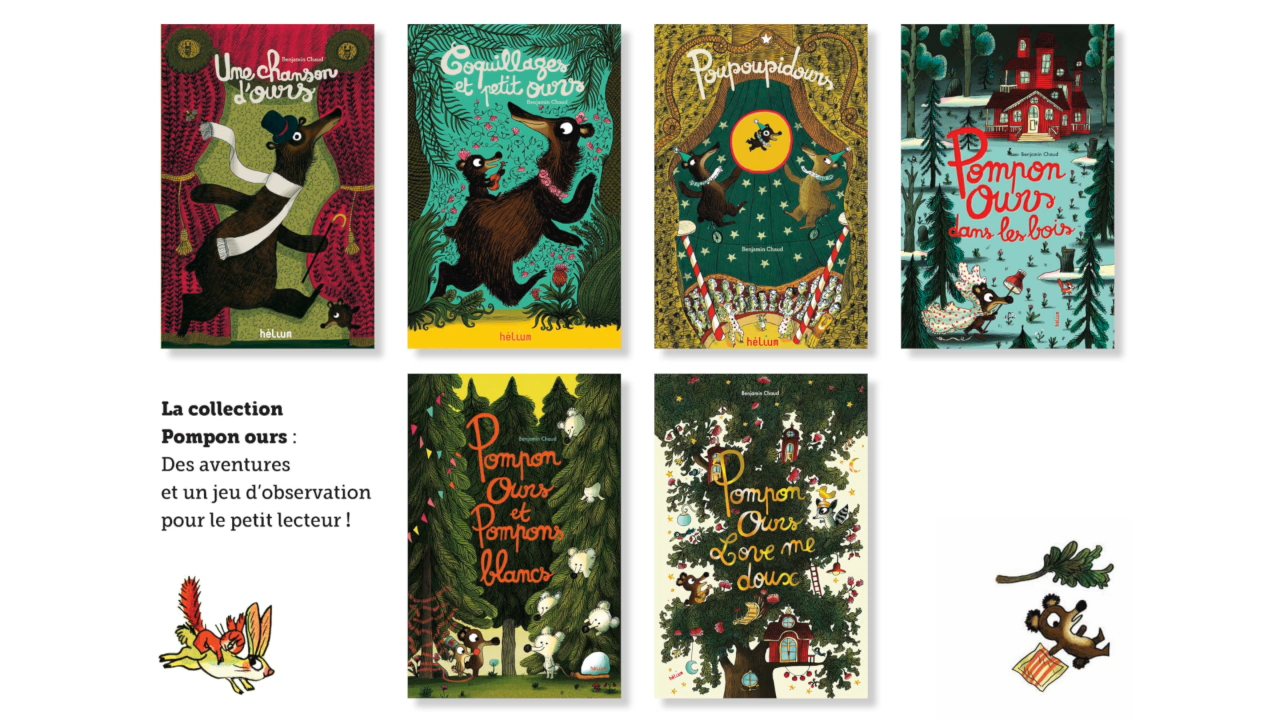 Benjamin Chaud
Une chanson
d'ours
hélium
Coquillages
et petit ours
Benjamin Chaud
hélium
Poupoupidours
Benjamin Chaud
hélium
Benjamin Chaud
Pompon
Ours
dans les bois
hélium
La collection
Pompon ours :
Des aventures
et un jeu d’observation
pour le petit lecteur !
Benjamin Chaud
Pompon
Ours
et
Pompons
blancs
hélium
Benjamin Chaud
Pompon
Ours
Love me
doux
hélium